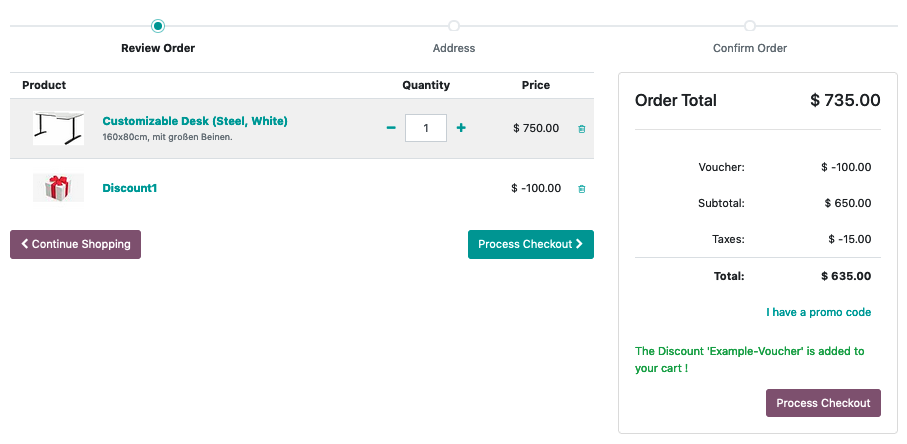 Review Order
Address
Confirm Order
Product
Quantity
Price
Customizable Desk (Steel, White)
160x80cm, mit großen Beinen.
1
$ 750.00
Discount1
$ -100.00
Continue Shopping
Process Checkout
Order Total
$ 735.00
Voucher:
$ -100.00
Subtotal:
$ 650.00
Taxes:
$ -15.00
Total:
$ 635.00
I have a promo code
The Discount 'Example-Voucher' is added to
your cart !
Process Checkout